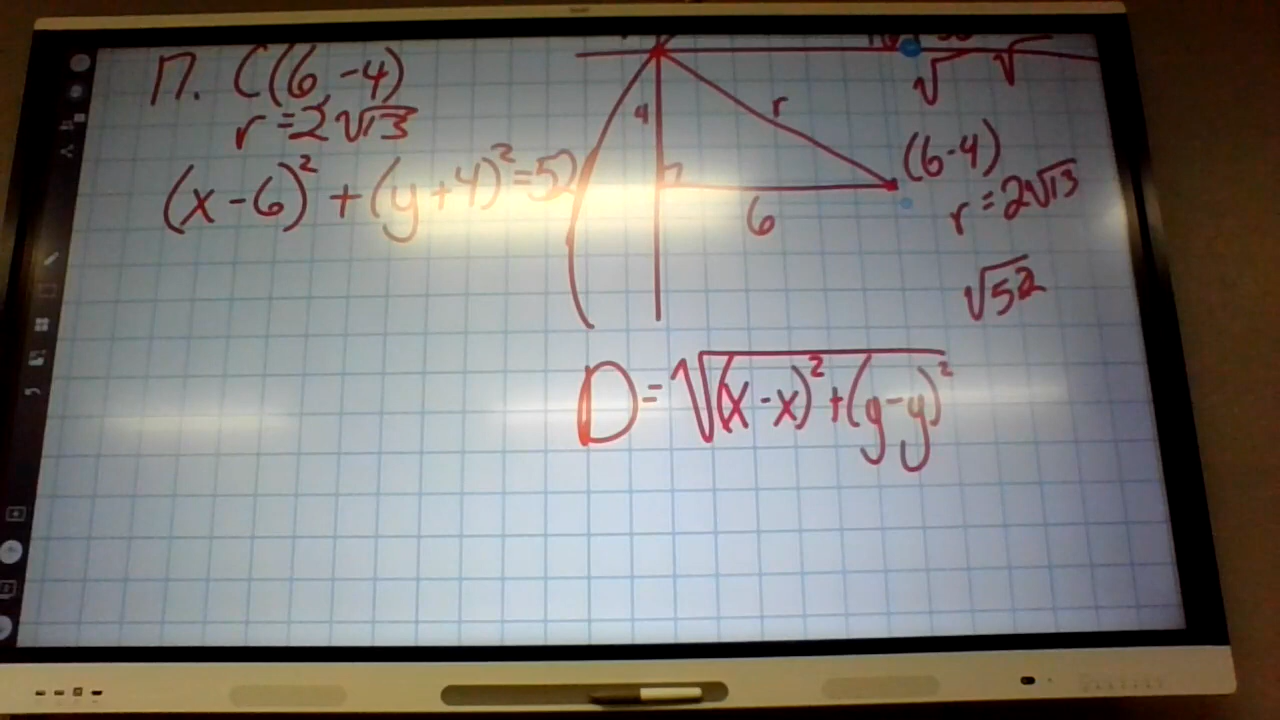 17. C(6,-4)
r=2√13
(x-6)²+(y+4)²=52
4
r
6
(6-4)
r=2√13
√52
D=√(x-x)²+(y-y)²